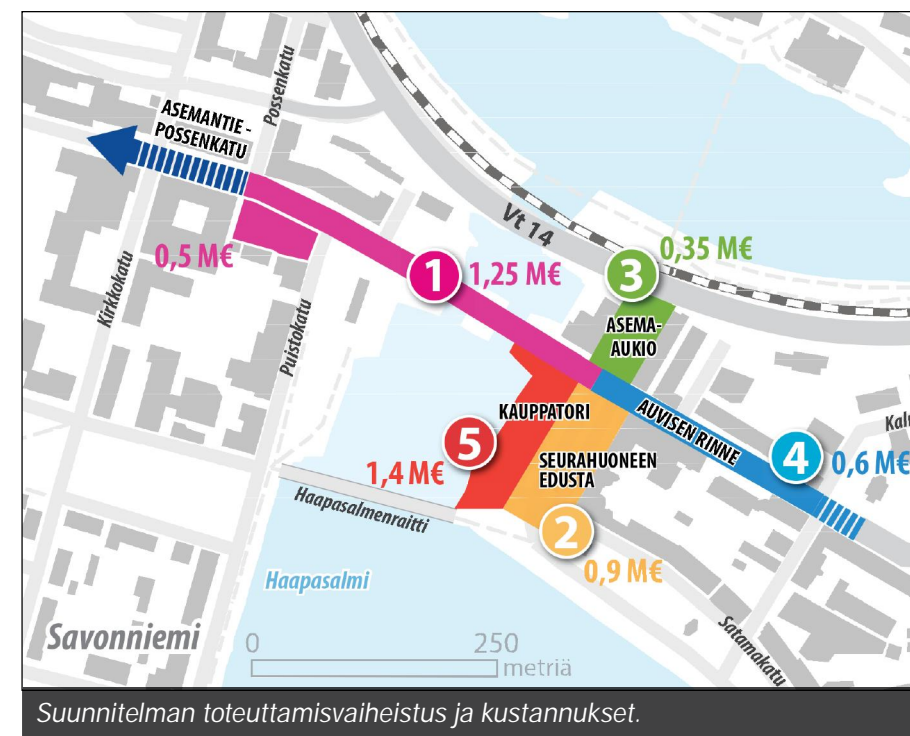 Possenkatu
ASEMANTIE -
POSSENKATU
Vt 14
0,5 M€
Kirkkokatu
Puistokatu
1
1,25 M€
3
0,35 M€
ASEMA-
AUKIO
KAUPPATORI
AUVISEN RINNE
5
1,4 M€
SEURAHUONEEN
EDUSTA
4
0,6 M€
Haapasalmenraitti
2
0,9 M€
Haapasalmi
Satamakatu
Savonniemi
0
250
metriä
Suunnitelman toteuttamisvaiheistus ja kustannukset.